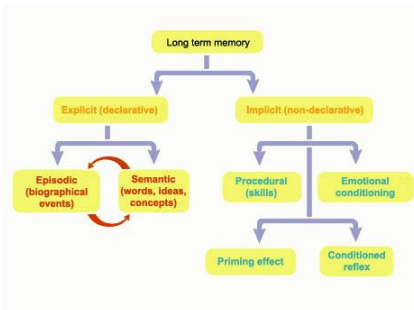 Long term memory
Explicit (declarative)
Implicit (non-declarative)
Episodic
(biographical
events)
Semantic
(words, ideas,
concepts)
Procedural
(skills)
Emotional
conditioning
Priming effect
Conditioned
reflex